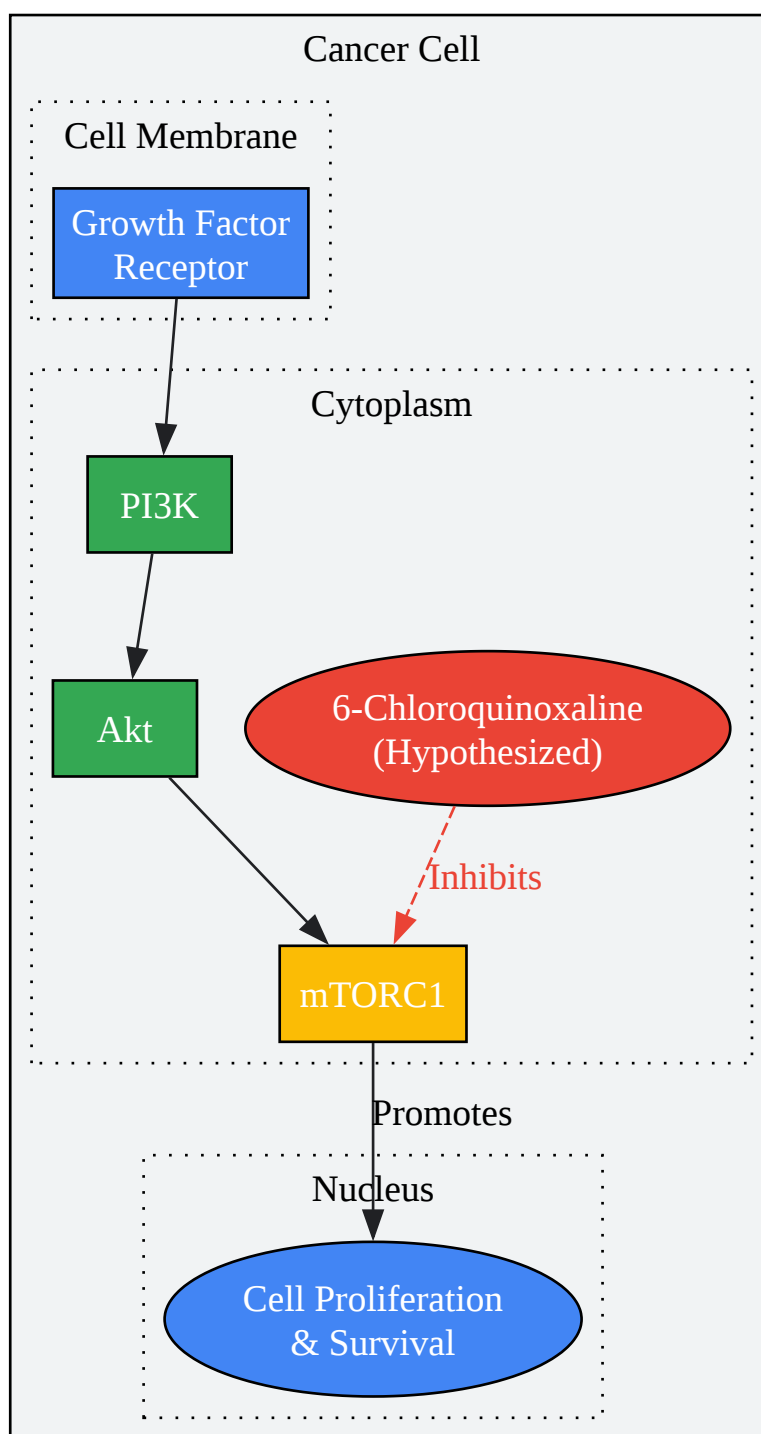 Cancer Cell
Cell Membrane
Growth Factor
Receptor
Cytoplasm
PI3K
Akt
6-Chloroquinoxaline
(Hypothesized)
Inhibits
mTORC1
Promotes
Nucleus
Cell Proliferation
& Survival